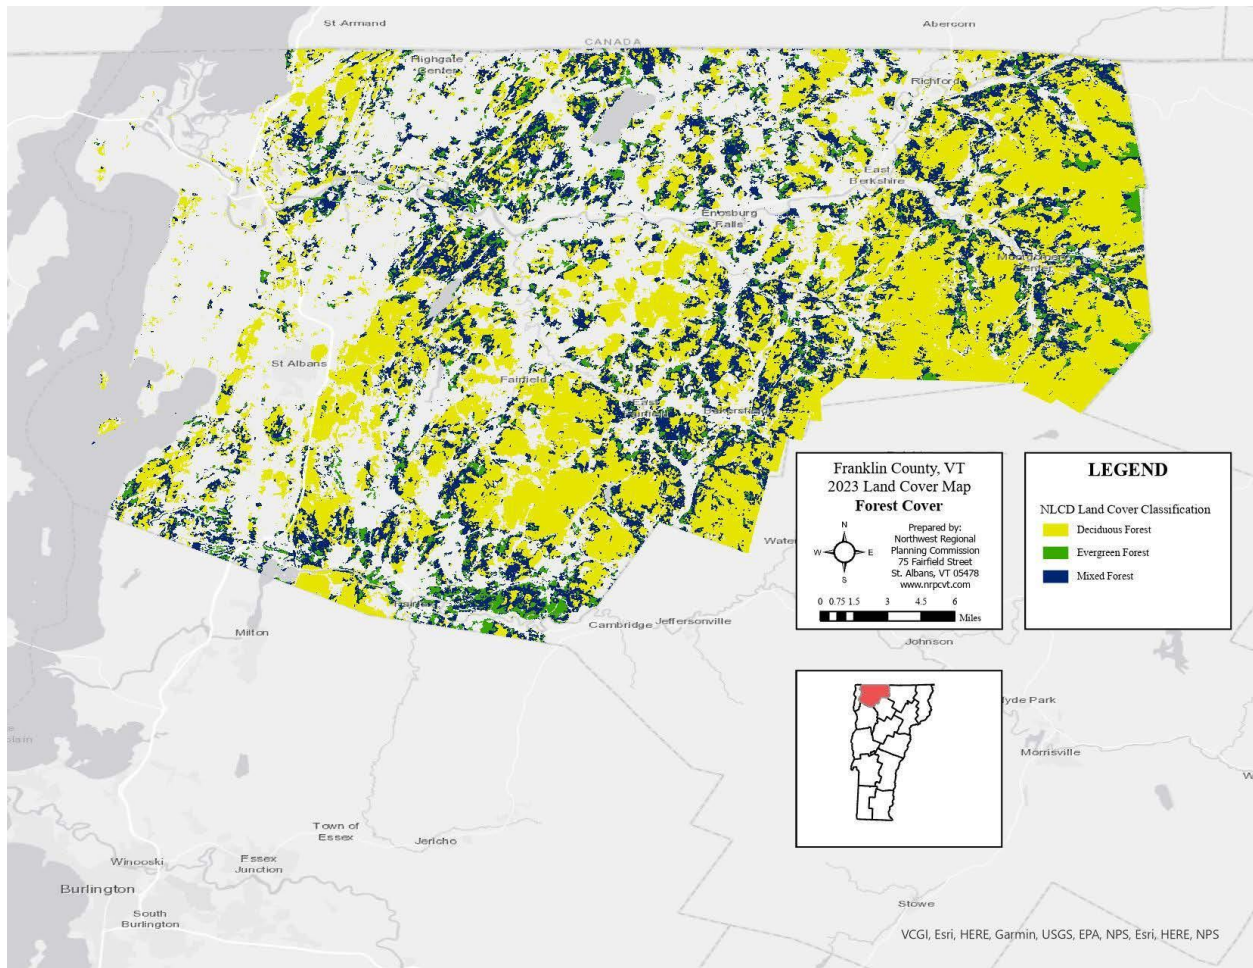 St Armand
Abercorn
CANADA
Highgate
Center
Richford
East
Berkshire
Enosburg
Falls
Montgomery
Center
St Albans
Fairfield
East
Fairfield
Bakersfield
Franklin County, VT
2023 Land Cover Map
Forest Cover
N
W
E
S
Prepared by:
Northwest Regional
Planning Commission
75 Fairfield Street
St. Albans, VT 05478
www.nrpcvt.com
0 0.75 1.5 3 4.5 6
Miles
LEGEND
NLCD Land Cover Classification
Deciduous Forest
Evergreen Forest
Mixed Forest
Water
Milton
Cambridge
Jeffersonville
Johnson
yde Park
Morrisville
W
Town of
Essex
Jericho
Essex
Junction
Winooski
Burlington
South
Burlington
Stowe
VCGI, Esri, HERE, Garmin, USGS, EPA, NPS, Esri, HERE, NPS